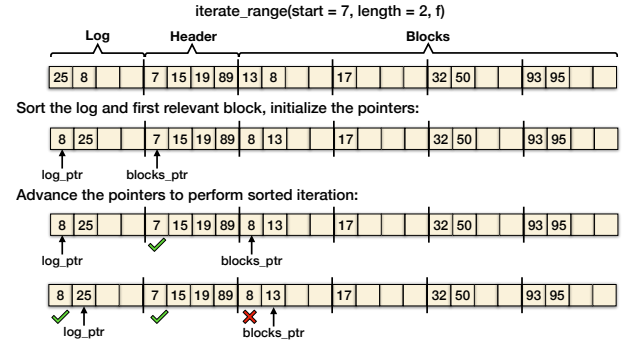 iterate_range(start = 7, length = 2, f)
Log Header Blocks
25 8 7 15 19 89 13 8 17 32 50 93 95
Sort the log and first relevant block, initialize the pointers:
8 25 7 15 19 89 8 13 17 32 50 93 95
log_ptr blocks_ptr
Advance the pointers to perform sorted iteration:
8 25 7 15 19 89 8 13 17 32 50 93 95
log_ptr blocks_ptr
8 25 7 15 19 89 8 13 17 32 50 93 95
log_ptr blocks_ptr